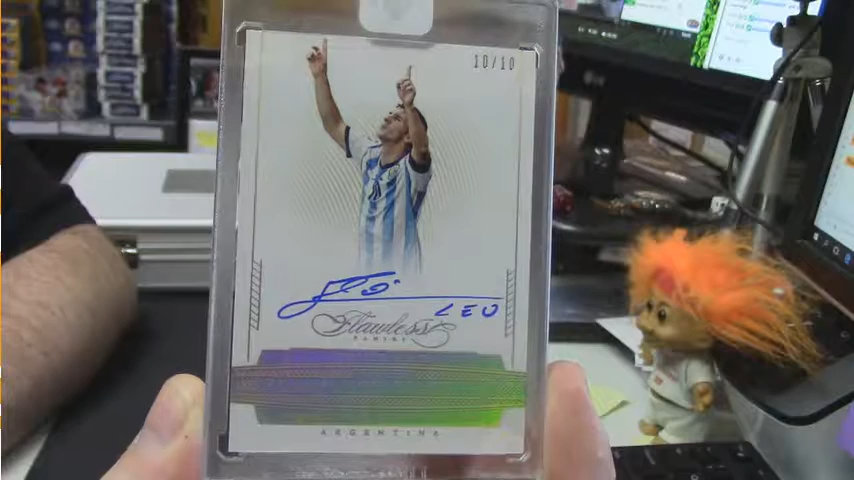 10/10
LEO
Flawless
PANINI
ARGENTINA